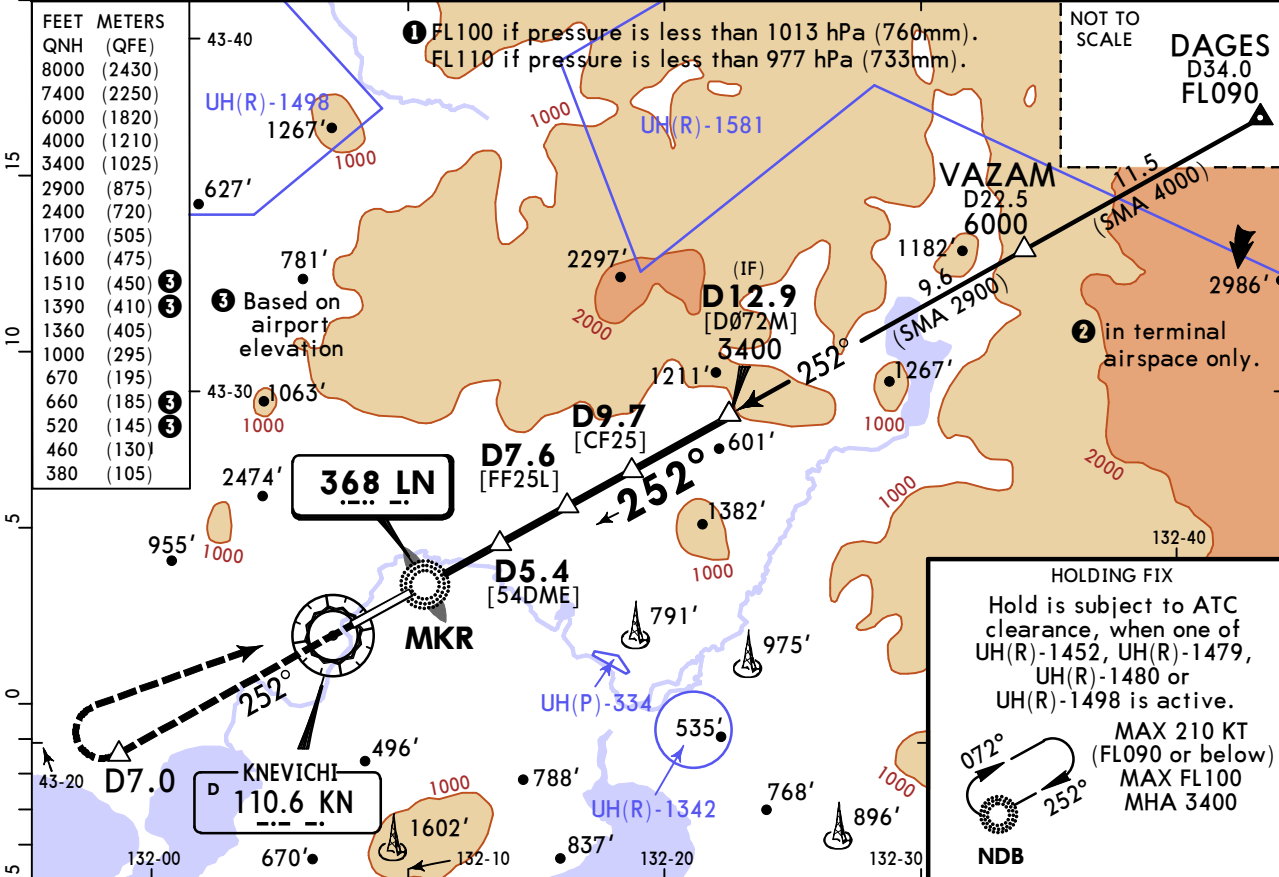 FEET METERS
QNH (QFE)
8000 (2430)
7400 (2250)
6000 (1820)
4000 (1210)
3400 (1025)
2900 (875)
2400 (720)
1700 (505)
1600 (475)
1510 (450) 3
1390 (410) 3
1360 (405)
1000 (295)
670 (195)
660 (185) 3
520 (145) 3
460 (130)
380 (105)
43-40
1 FL100 if pressure is less than 1013 hPa (760mm).
FL110 if pressure is less than 977 hPa (733mm).
NOT TO
SCALE
DAGES
D34.0
FL090
UH(R)-1498
1267'
1000
1000
UH(R)-1581
15
627'
VAZAM
D22.5
6000
11.5
(SMA 4000)
1182'
781'
2297'
2000
(IF)
D12.9
[DØ72M]
3400
9.6
(SMA 2900)
2986'
3 Based on
airport
elevation
2 in terminal
airspace only.
10
252°
1211'
1267'
1000
43-30
1063'
1000
D9.7
[CF25]
601'
D7.6
[FF25L]
252°
2000
1000
2474'
368 LN
1382'
1000
5
1000
955'
132-40
D5.4
[54DME]
MKR
791'
975'
HOLDING FIX
Hold is subject to ATC
clearance, when one of
UH(R)-1452, UH(R)-1479,
UH(R)-1480 or
UH(R)-1498 is active.
0
252°
UH(P)-334
535'
MAX 210 KT
(FL090 or below)
MAX FL100
MHA 3400
072°
252°
NDB
43-20
D7.0
496'
KNEVICHI
D 110.6 KN
1000
788'
UH(R)-1342
768'
1000
896'
1602'
837'
670'
132-00
132-10
132-20
132-30
5